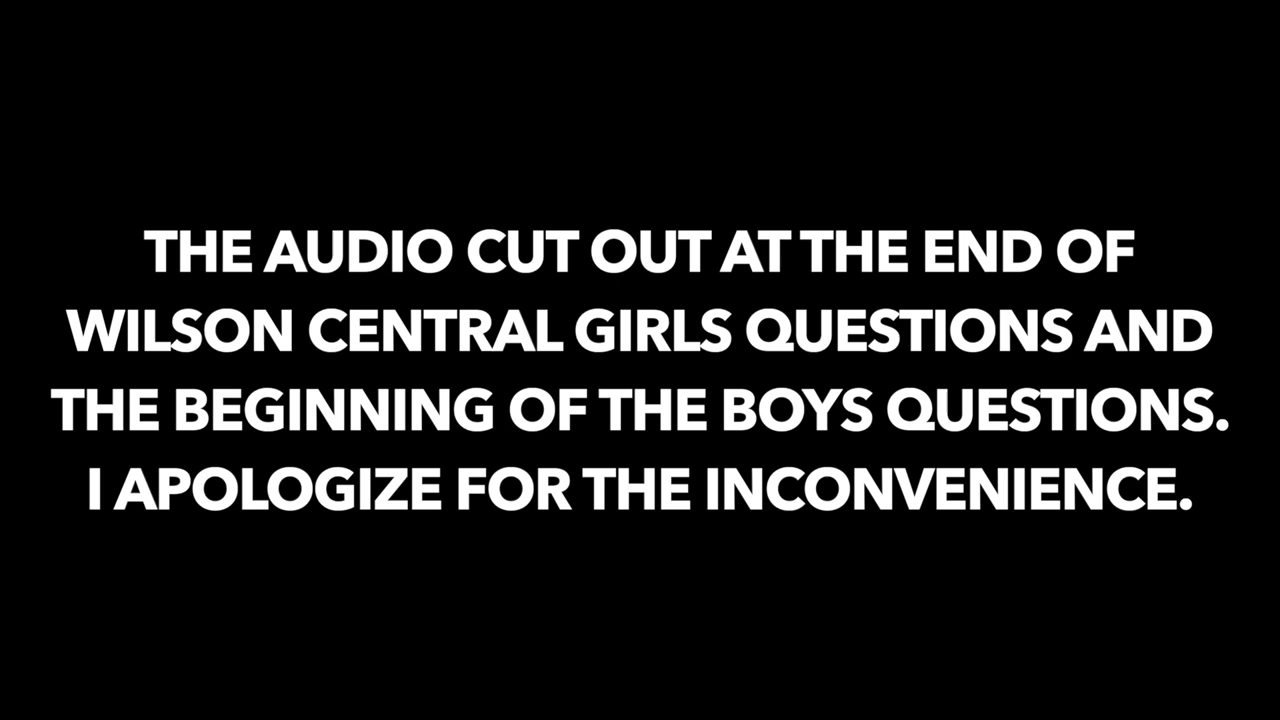 THE AUDIO CUT OUT AT THE END OF
WILSON CENTRAL GIRLS QUESTIONS AND
THE BEGINNING OF THE BOYS QUESTIONS.
I APOLOGIZE FOR THE INCONVENIENCE.